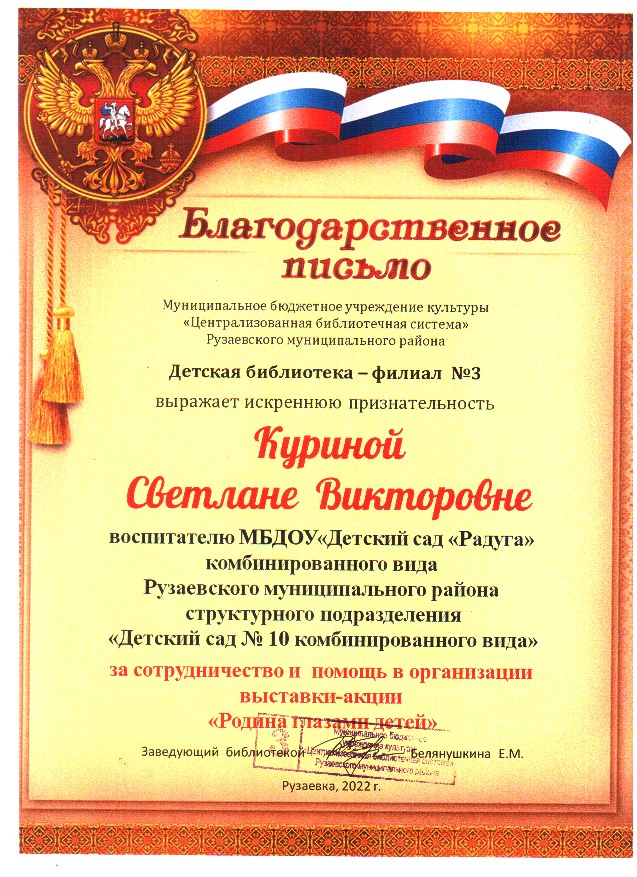 Благодарственное
письмо
Муниципальное бюджетное учреждение культуры
«Централизованная библиотечная система»
Рузаевского муниципального района
Детская библиотека – филиал №3
выражает искреннюю признательность
Куриной
Светлане Викторовне
воспитателю МБДОУ«Детский сад «Радуга»
комбинированного вида
Рузаевского муниципального района
структурного подразделения
«Детский сад № 10 комбинированного вида»
за сотрудничество и помощь в организации
выставки-акции
«Родина глазами детей»
3
Муниципальное бюджетное
учреждение культуры
«Централизованная библиотечная система»
Рузаевского муниципального района
Заведующий библиотекой Белянушкина Е.М.
Рузаевка, 2022 г.